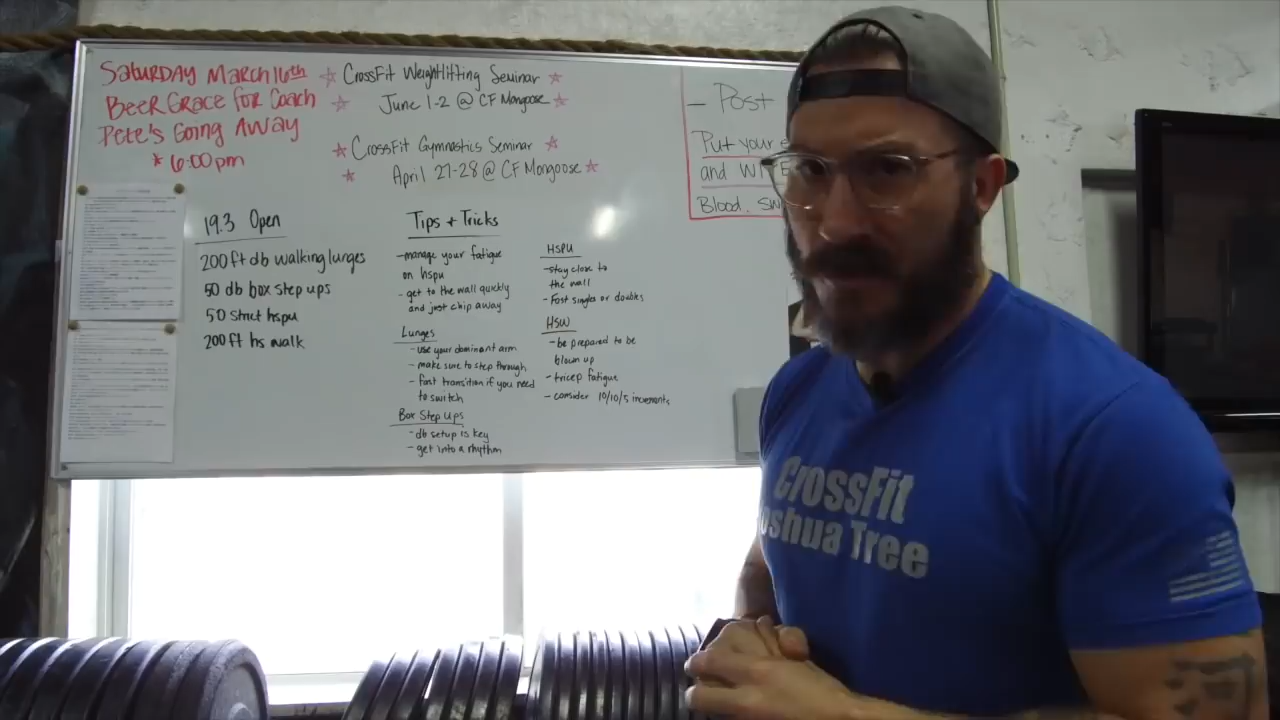 SATURDAY MARCH 16th
BEER GRACE FOR COACH
PETE'S GOING AWAY
* 6:00pm
CROSSFIT WEIGHTLIFTING SEMINAR
JUNE 1-2 @ CF MONGOOSE
CROSSFIT GYMNASTICS SEMINAR
APRIL 27-28 @ CF MONGOOSE
- Post
Put your
and WI
Blood, SW
19.3 Open
200 ft db walking lunges
50 db box step ups
50 strict hspu
200 ft hs walk
Tips + Tricks
- manage your fatigue
on hspu
- get to the wall quickly
and just chip away
Lunges
- use your dominant arm
- make sure to step through
- fast transition if you need
to switch
Box Step Ups
- db setup is key
- get into a rhythm
HSPU
- stay close to
the wall
- Fast singles or doubles
HSW
- be prepared to be
blown up
- tricep fatigue
- consider 10/10/5 increments
CrossFit
oshua Tree